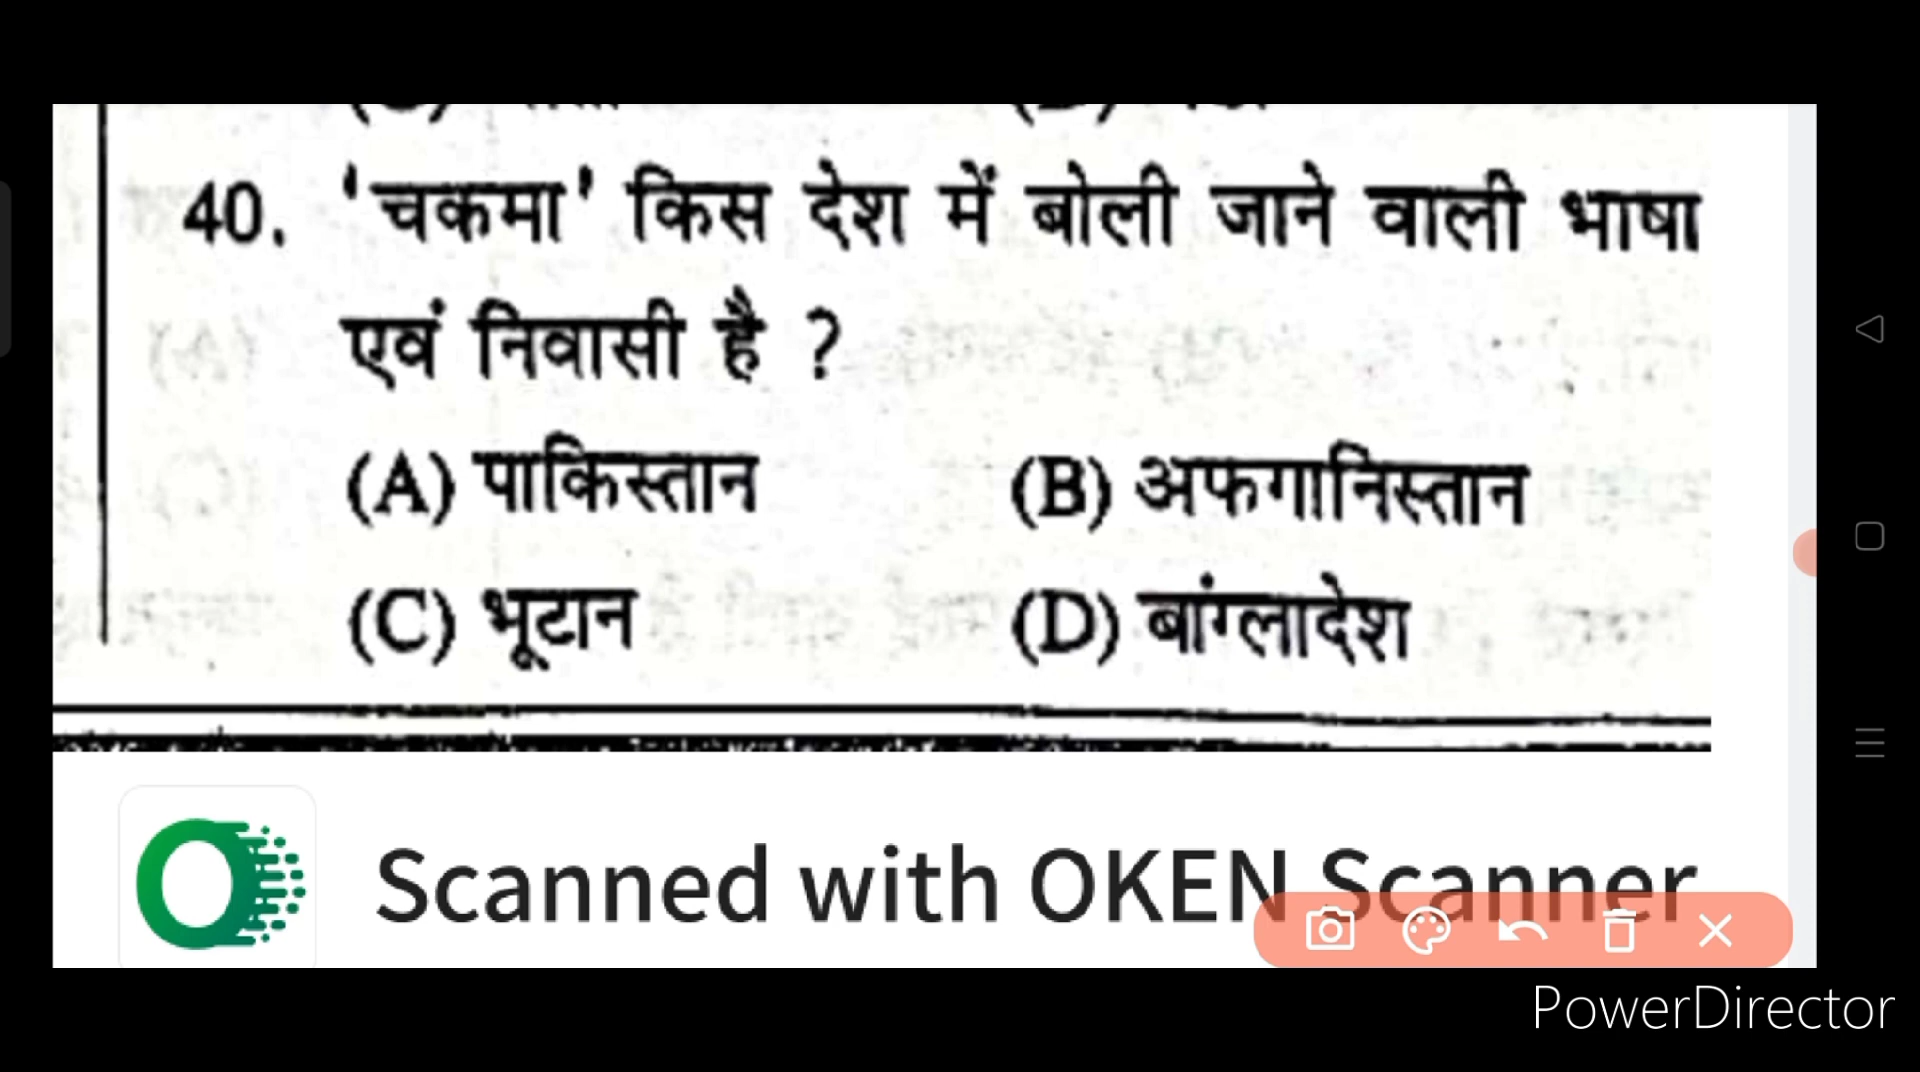 40. 'चकमा' किस देश में बोली जाने वाली भाषा
एवं निवासी है ?
(A) पाकिस्तान (B) अफगानिस्तान
(C) भूटान (D) बांग्लादेश
Scanned with OKEN Scanner
PowerDirector